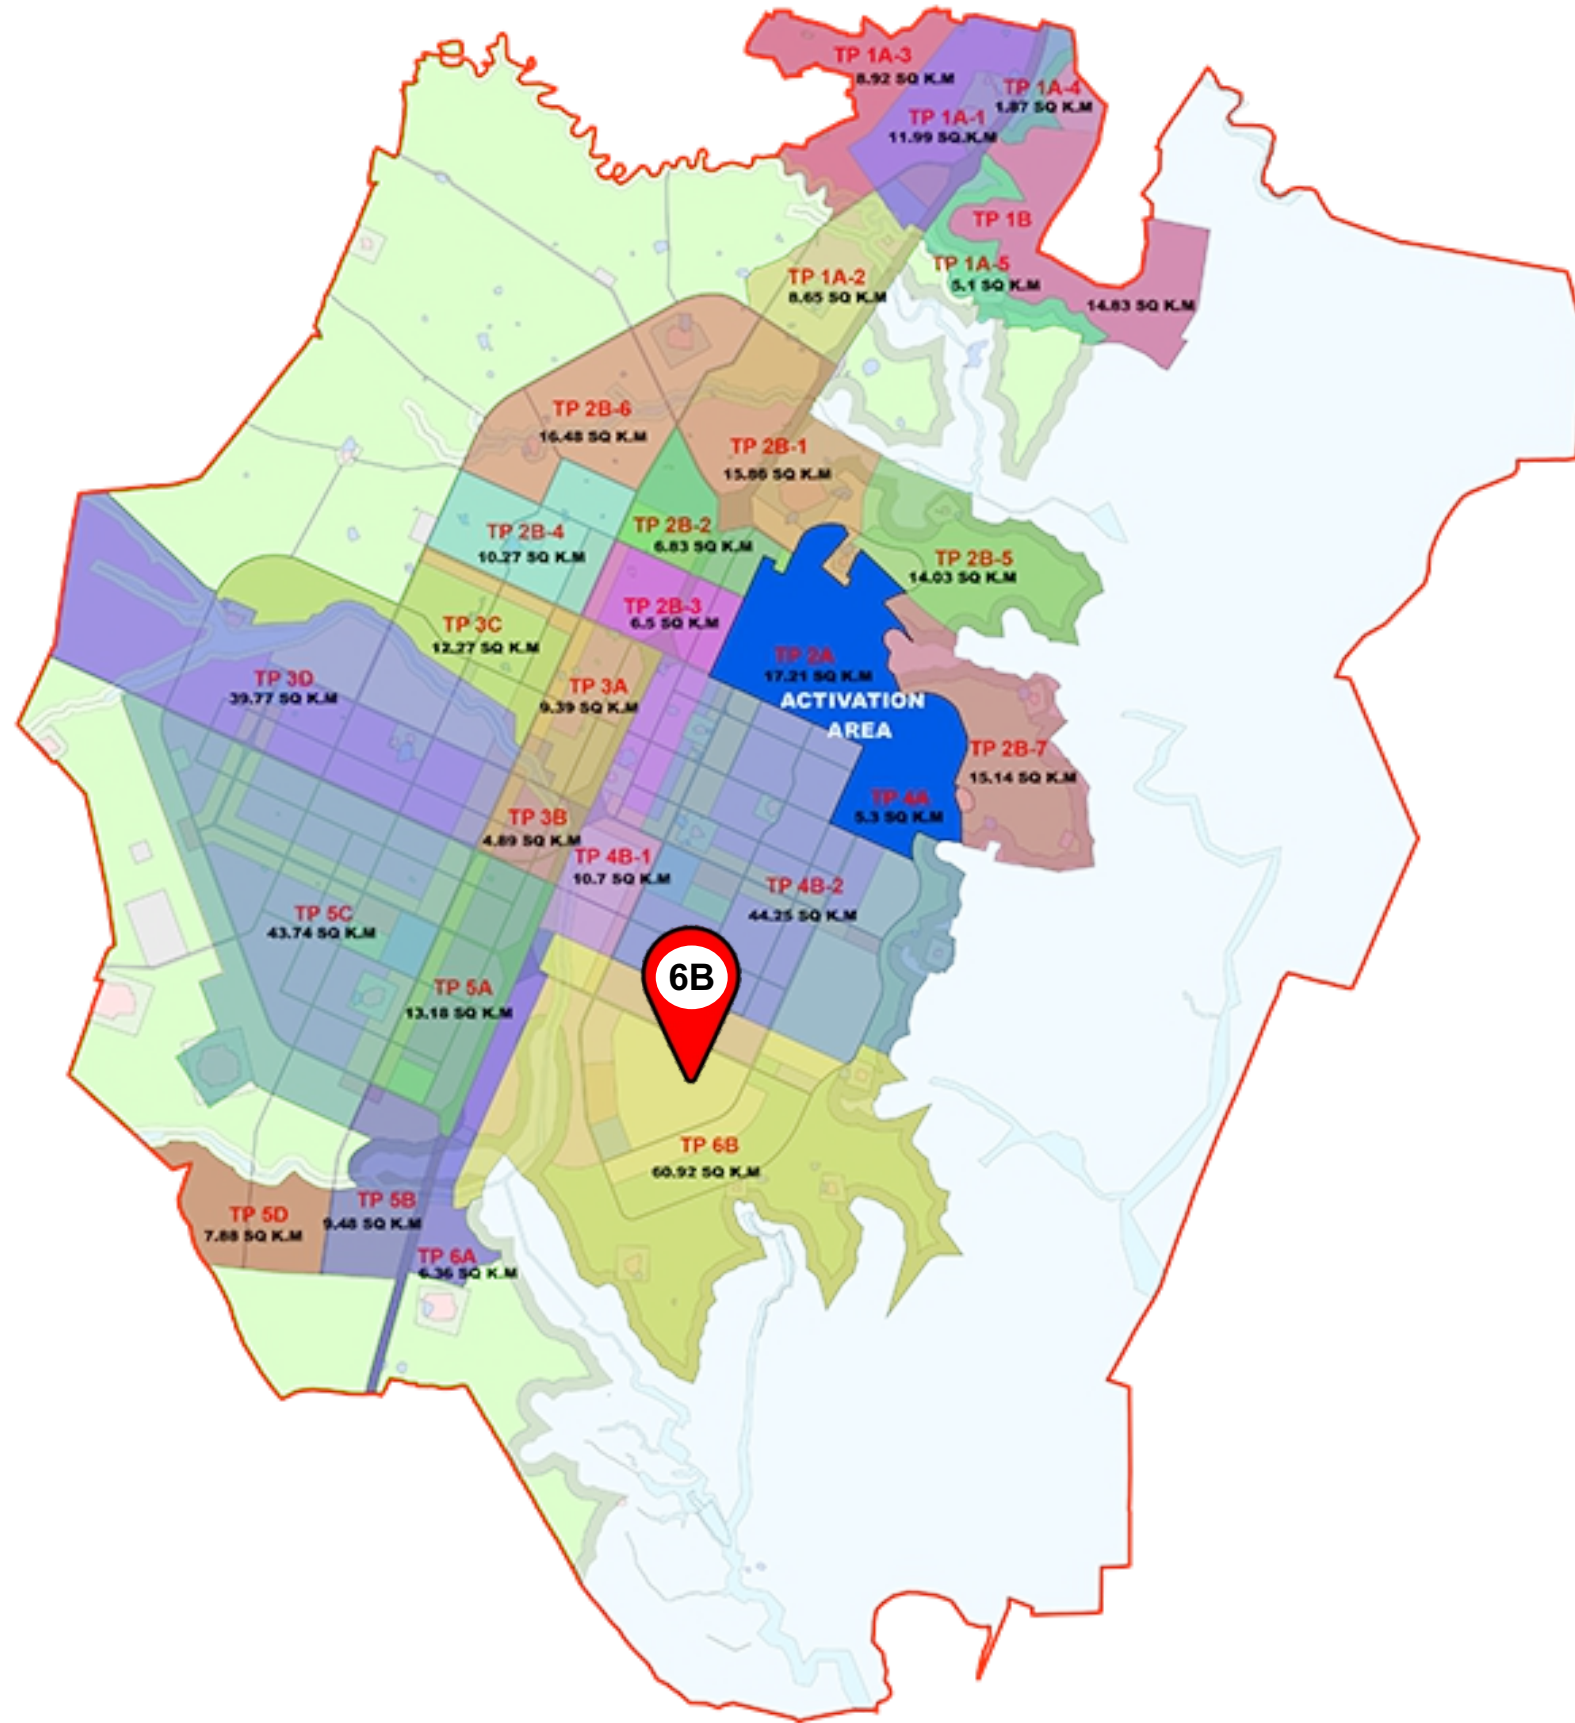 TP 1A-3
8.92 SQ K.M
TP 1A-4
1.87 SQ K.M
TP 1A-1
11.99 SQ.K.M
TP 1B
14.83 SQ K.M
TP 1A-5
5.1 SQ K.M
TP 1A-2
8.65 SQ K.M
TP 2B-6
16.48 SQ K.M
TP 2B-1
15.86 SQ K.M
TP 2B-4
10.27 SQ K.M
TP 2B-2
6.83 SQ K.M
TP 2B-5
14.03 SQ K.M
TP 2B-3
6.5 SQ K.M
TP 3C
12.27 SQ K.M
TP 2A
17.21 SQ K.M
ACTIVATION
AREA
TP 3D
39.77 SQ K.M
TP 3A
9.39 SQ K.M
TP 2B-7
15.14 SQ K.M
TP 4A
5.3 SQ K.M
TP 3B
4.89 SQ K.M
TP 4B-1
10.7 SQ K.M
TP 4B-2
44.25 SQ K.M
TP 5C
43.74 SQ K.M
6B
TP 5A
13.18 SQ K.M
TP 6B
60.92 SQ K.M
TP 5D
7.88 SQ K.M
TP 5B
9.48 SQ K.M
TP 6A
6.36 SQ K.M